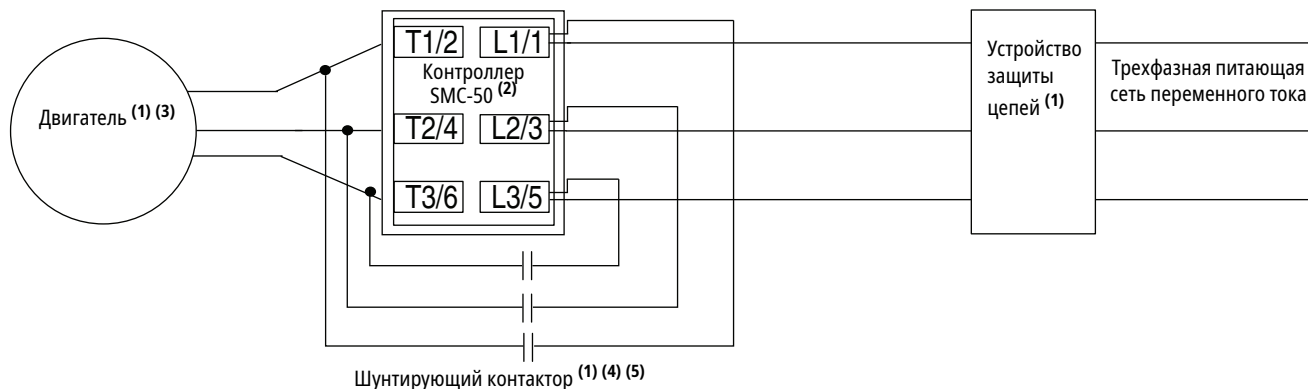 Двигатель (1) (3)
T1/2 L1/1
Контроллер
SMC-50 (2)
T2/4 L2/3
T3/6 L3/5
Устройство
защиты
цепей (1)
Трехфазная питающая
сеть переменного тока
Шунтирующий контактор (1) (4) (5)